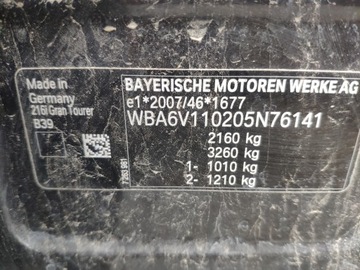 Made in
Germany
216i Gran Tourer
B39
BAYERISCHE MOTOREN WERKE AG
e1*2007/46*1677
WBA6V110205N76141
2160 kg
3260 kg
1- 1010 kg
2- 1210 kg